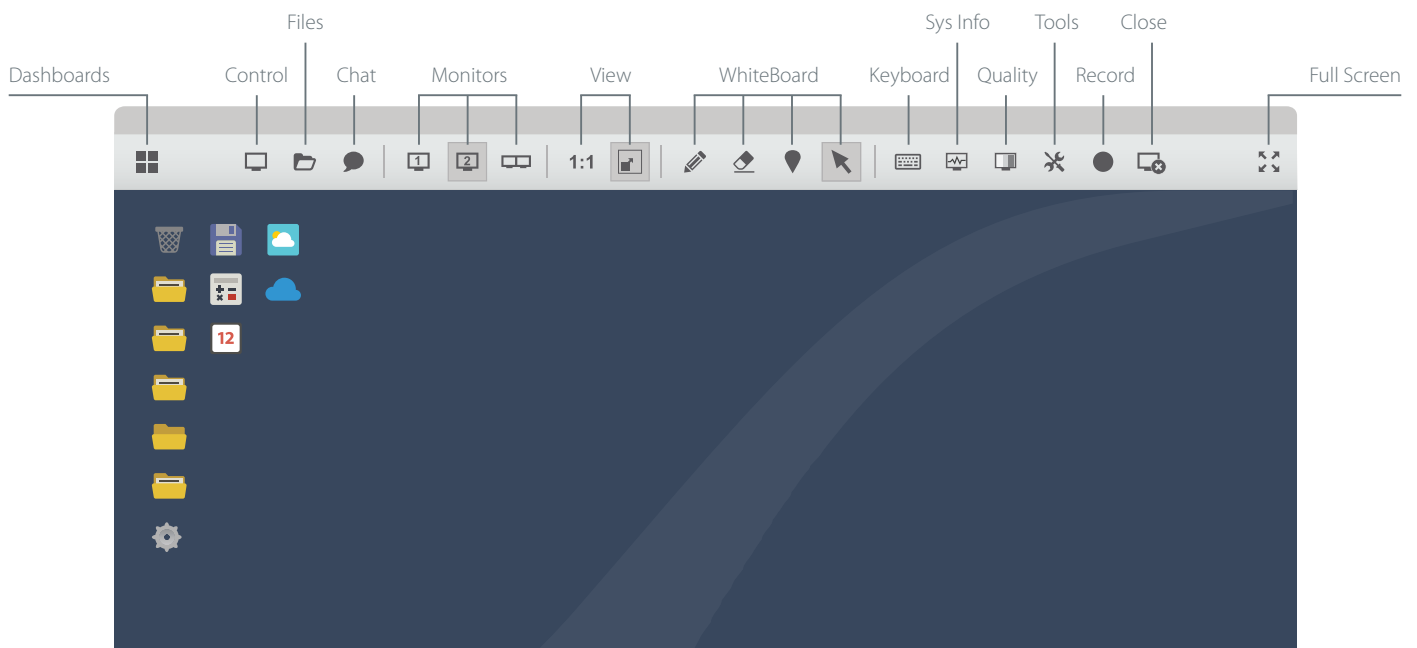 Files
Sys Info
Tools
Close
Dashboards
Control
Chat
Monitors
View
WhiteBoard
Keyboard
Quality
Record
Full Screen
1
2
1:1
12